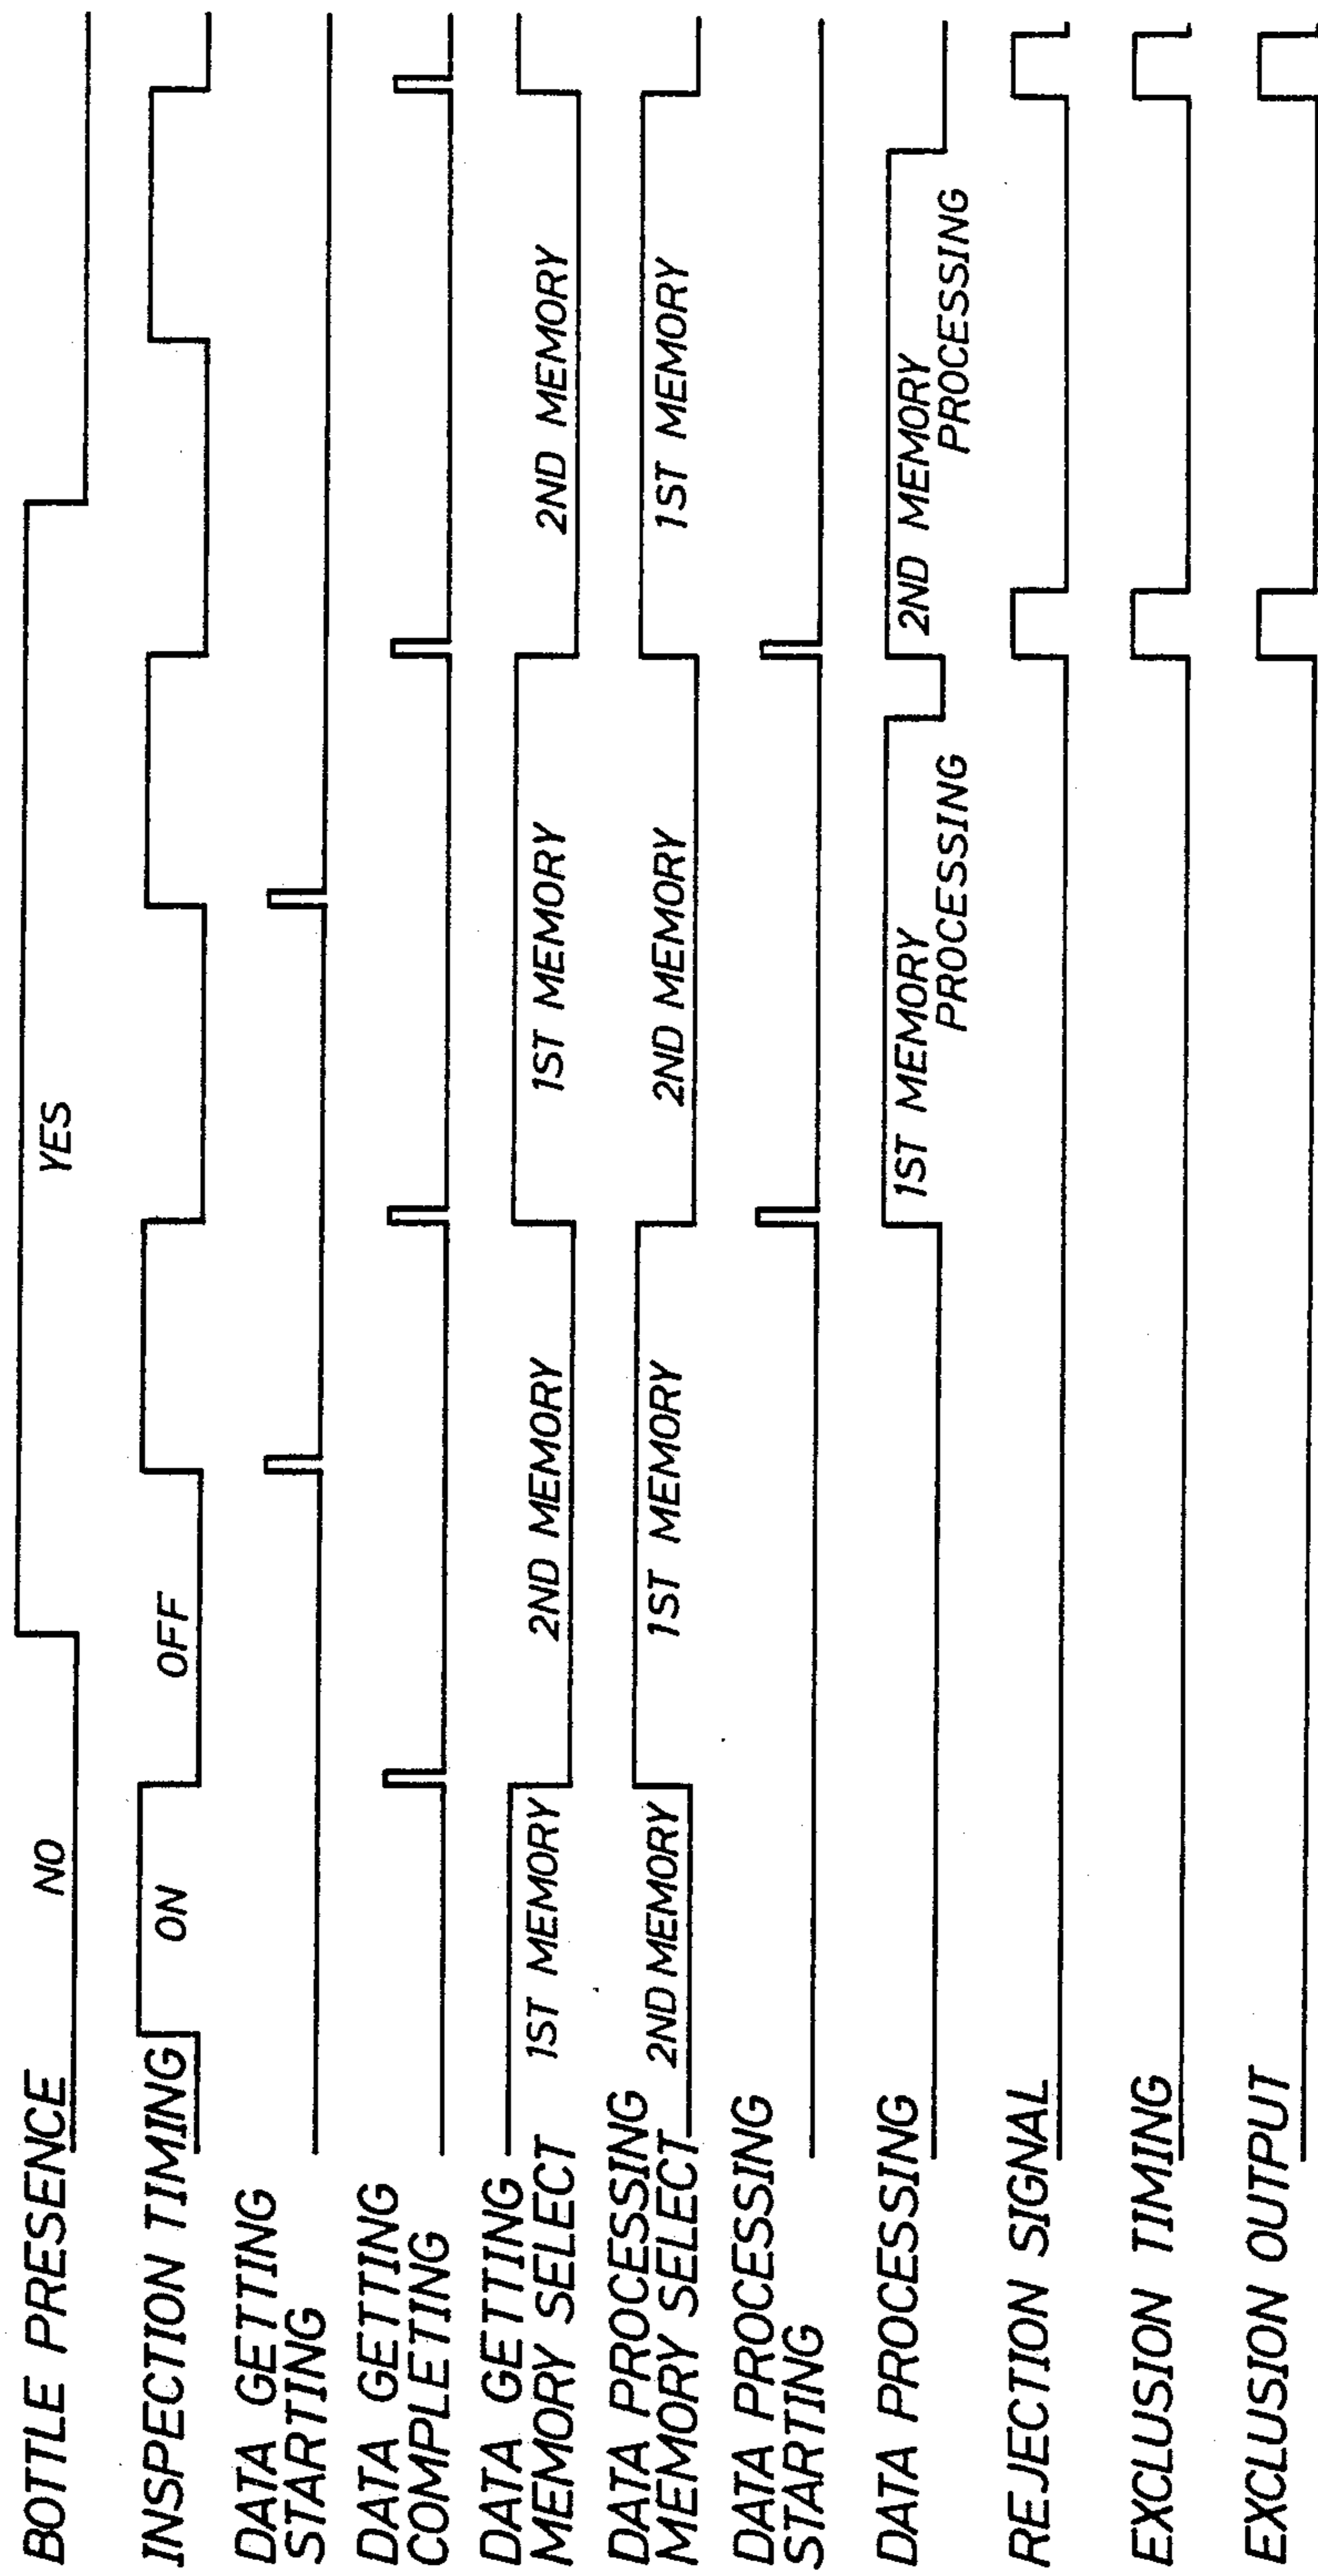 BOTTLE PRESENCE
NO
YES
INSPECTION TIMING
ON
OFF
DATA GETTING
STARTING
DATA GETTING
COMPLETING
DATA GETTING
MEMORY SELECT
1ST MEMORY
2ND MEMORY
1ST MEMORY
2ND MEMORY
DATA PROCESSING
MEMORY SELECT
2ND MEMORY
1ST MEMORY
2ND MEMORY
1ST MEMORY
DATA PROCESSING
STARTING
DATA PROCESSING
1ST MEMORY
PROCESSING
2ND MEMORY
PROCESSING
REJECTION SIGNAL
EXCLUSION TIMING
EXCLUSION OUTPUT